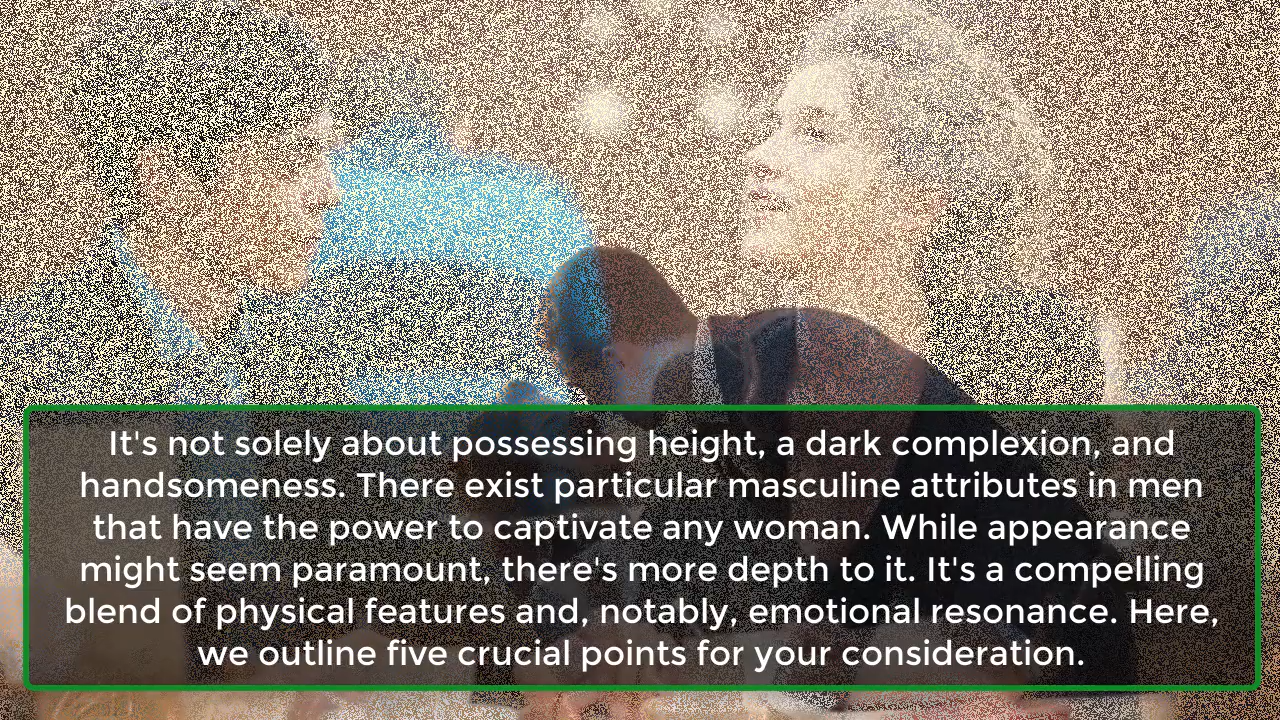 It's not solely about possessing height, a dark complexion, and
handsomeness. There exist particular masculine attributes in men
that have the power to captivate any woman. While appearance
might seem paramount, there's more depth to it. It's a compelling
blend of physical features and, notably, emotional resonance. Here,
we outline five crucial points for your consideration.